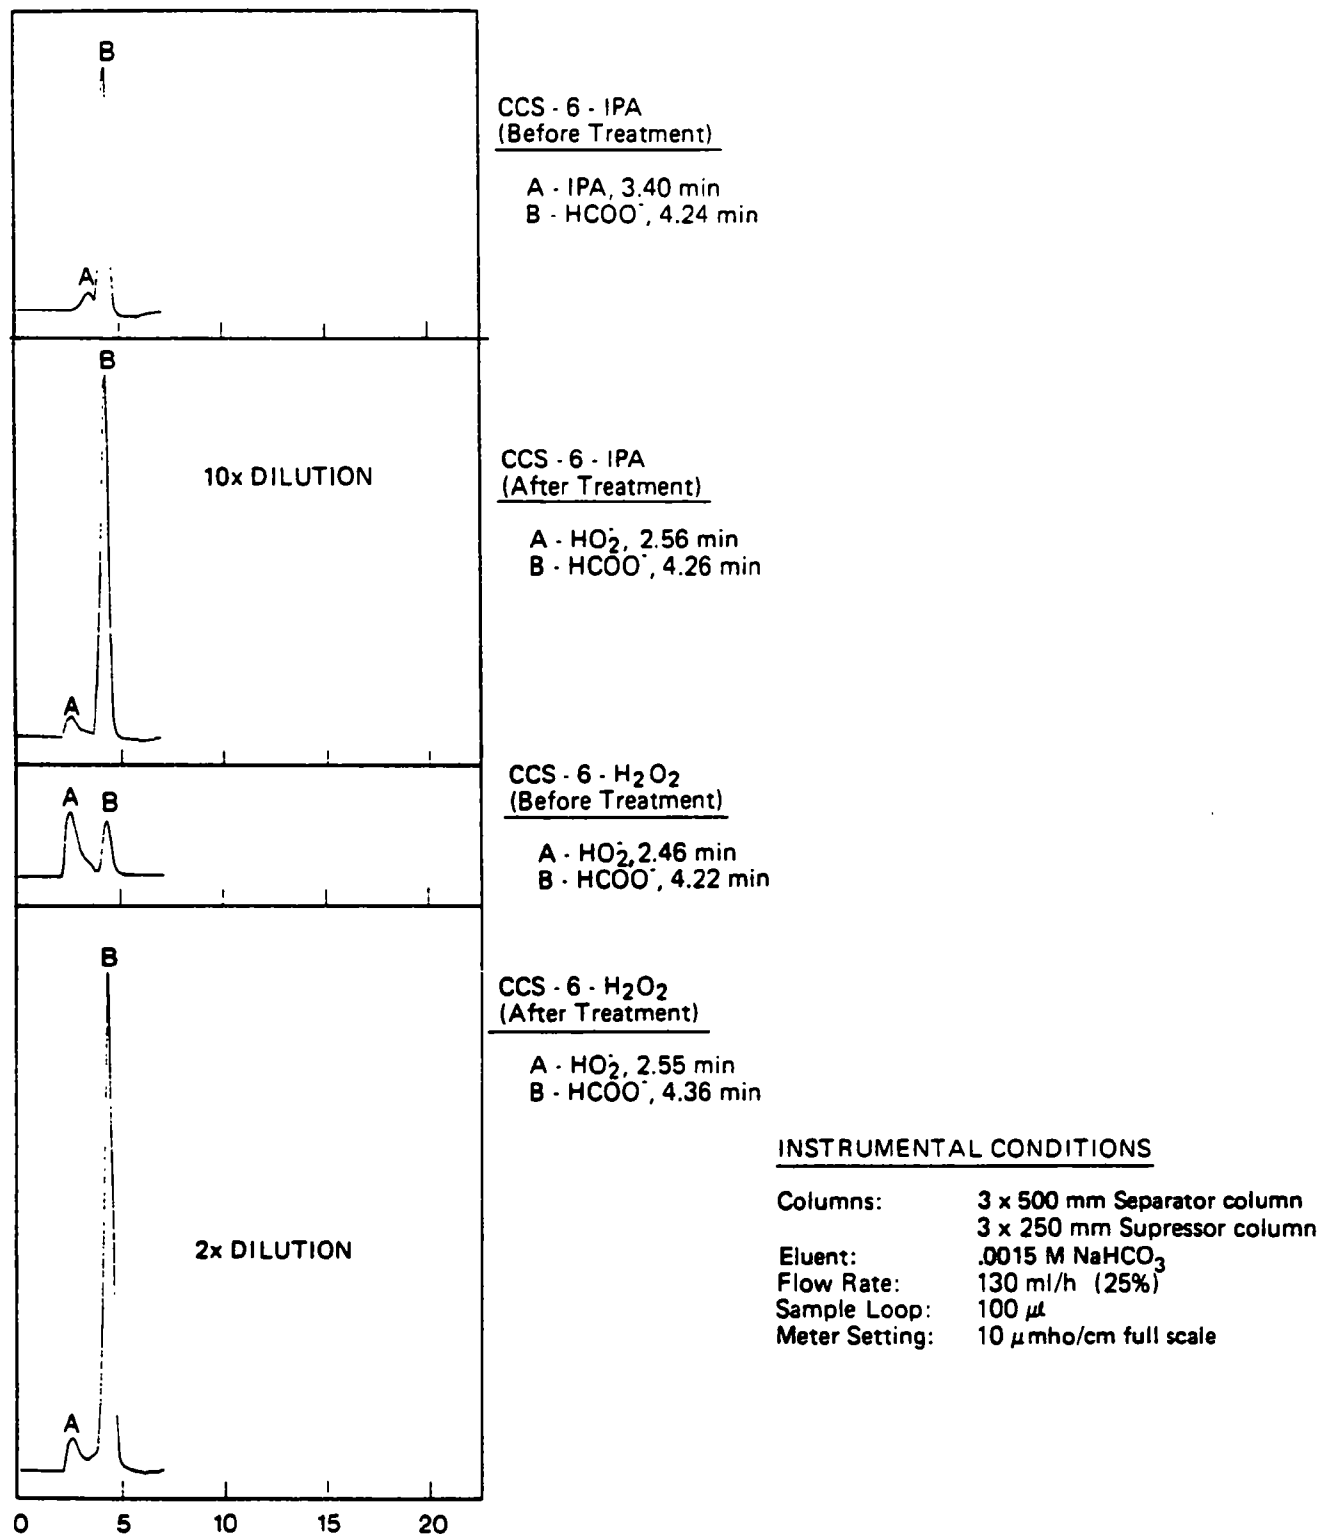 B
CCS - 6 - IPA
(Before Treatment)
A - IPA, 3.40 min
B - HCOO⁻, 4.24 min
A
B
10x DILUTION
CCS - 6 - IPA
(After Treatment)
A - HO₂⁻, 2.56 min
B - HCOO⁻, 4.26 min
A
CCS - 6 - H₂O₂
(Before Treatment)
A B
A - HO₂⁻, 2.46 min
B - HCOO⁻, 4.22 min
B
CCS - 6 - H₂O₂
(After Treatment)
A - HO₂⁻, 2.55 min
B - HCOO⁻, 4.36 min
2x DILUTION
A
0 5 10 15 20
INSTRUMENTAL CONDITIONS
Columns: 3 x 500 mm Separator column
3 x 250 mm Supressor column
Eluent: .0015 M NaHCO₃
Flow Rate: 130 ml/h (25%)
Sample Loop: 100 µl
Meter Setting: 10 µmho/cm full scale